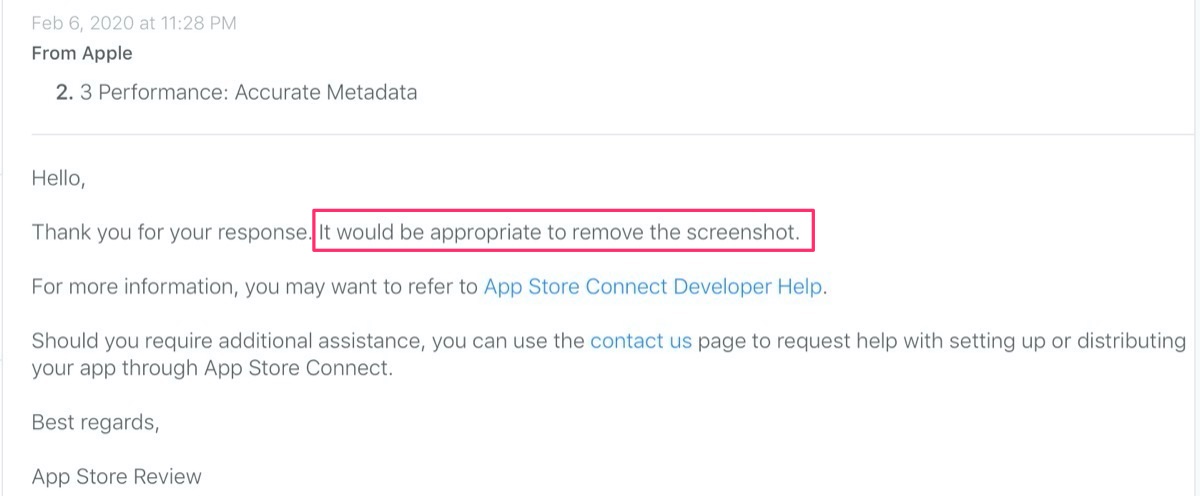 Feb 6, 2020 at 11:28 PM
From Apple
2. 3 Performance: Accurate Metadata
Hello,
Thank you for your response. It would be appropriate to remove the screenshot.
For more information, you may want to refer to App Store Connect Developer Help.
Should you require additional assistance, you can use the contact us page to request help with setting up or distributing
your app through App Store Connect.
Best regards,
App Store Review